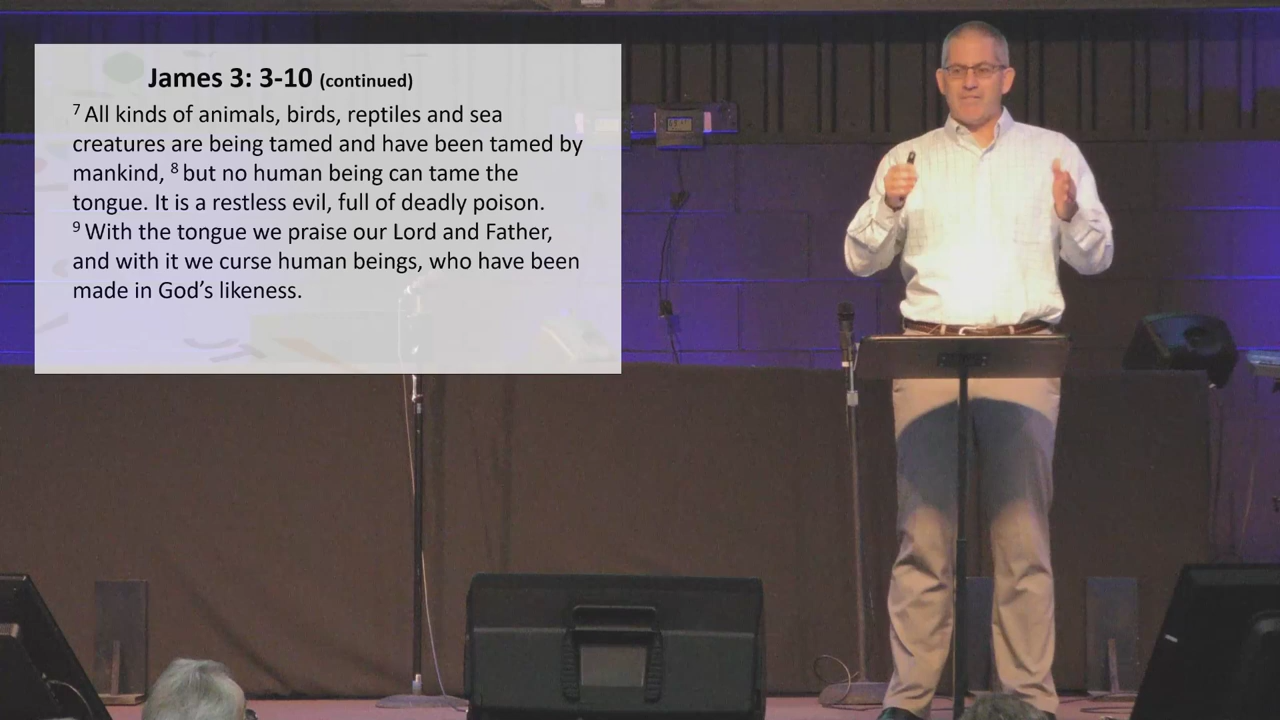 James 3: 3-10 (continued)
⁷ All kinds of animals, birds, reptiles and sea
creatures are being tamed and have been tamed by
mankind, ⁸ but no human being can tame the
tongue. It is a restless evil, full of deadly poison.
⁹ With the tongue we praise our Lord and Father,
and with it we curse human beings, who have been
made in God’s likeness.